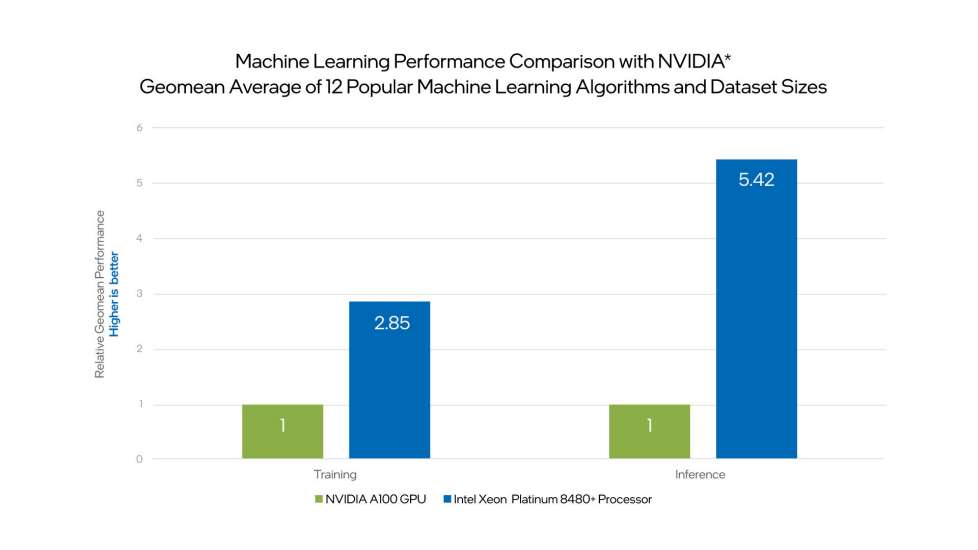 Machine Learning Performance Comparison with NVIDIA*
Geomean Average of 12 Popular Machine Learning Algorithms and Dataset Sizes
Relative Geomean Performance
Higher is better
6
5
4
3
2
1
0
1
2.85
1
5.42
Training
Inference
NVIDIA A100 GPU
Intel Xeon Platinum 8480+ Processor